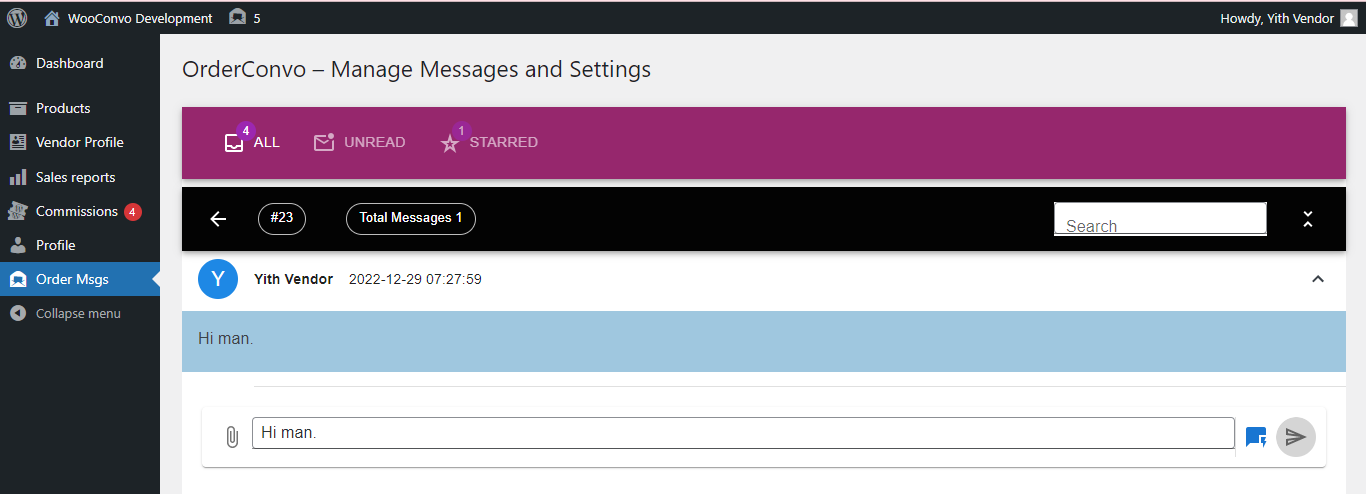 WooConvo Development 5 Howdy, Yith Vendor
Dashboard
Products
Vendor Profile
Sales reports
Commissions 4
Profile
Order Msgs
Collapse menu
OrderConvo – Manage Messages and Settings
4 ALL UNREAD 1 STARRED
#23 Total Messages 1 Search
Y Yith Vendor 2022-12-29 07:27:59
Hi man.
Hi man.